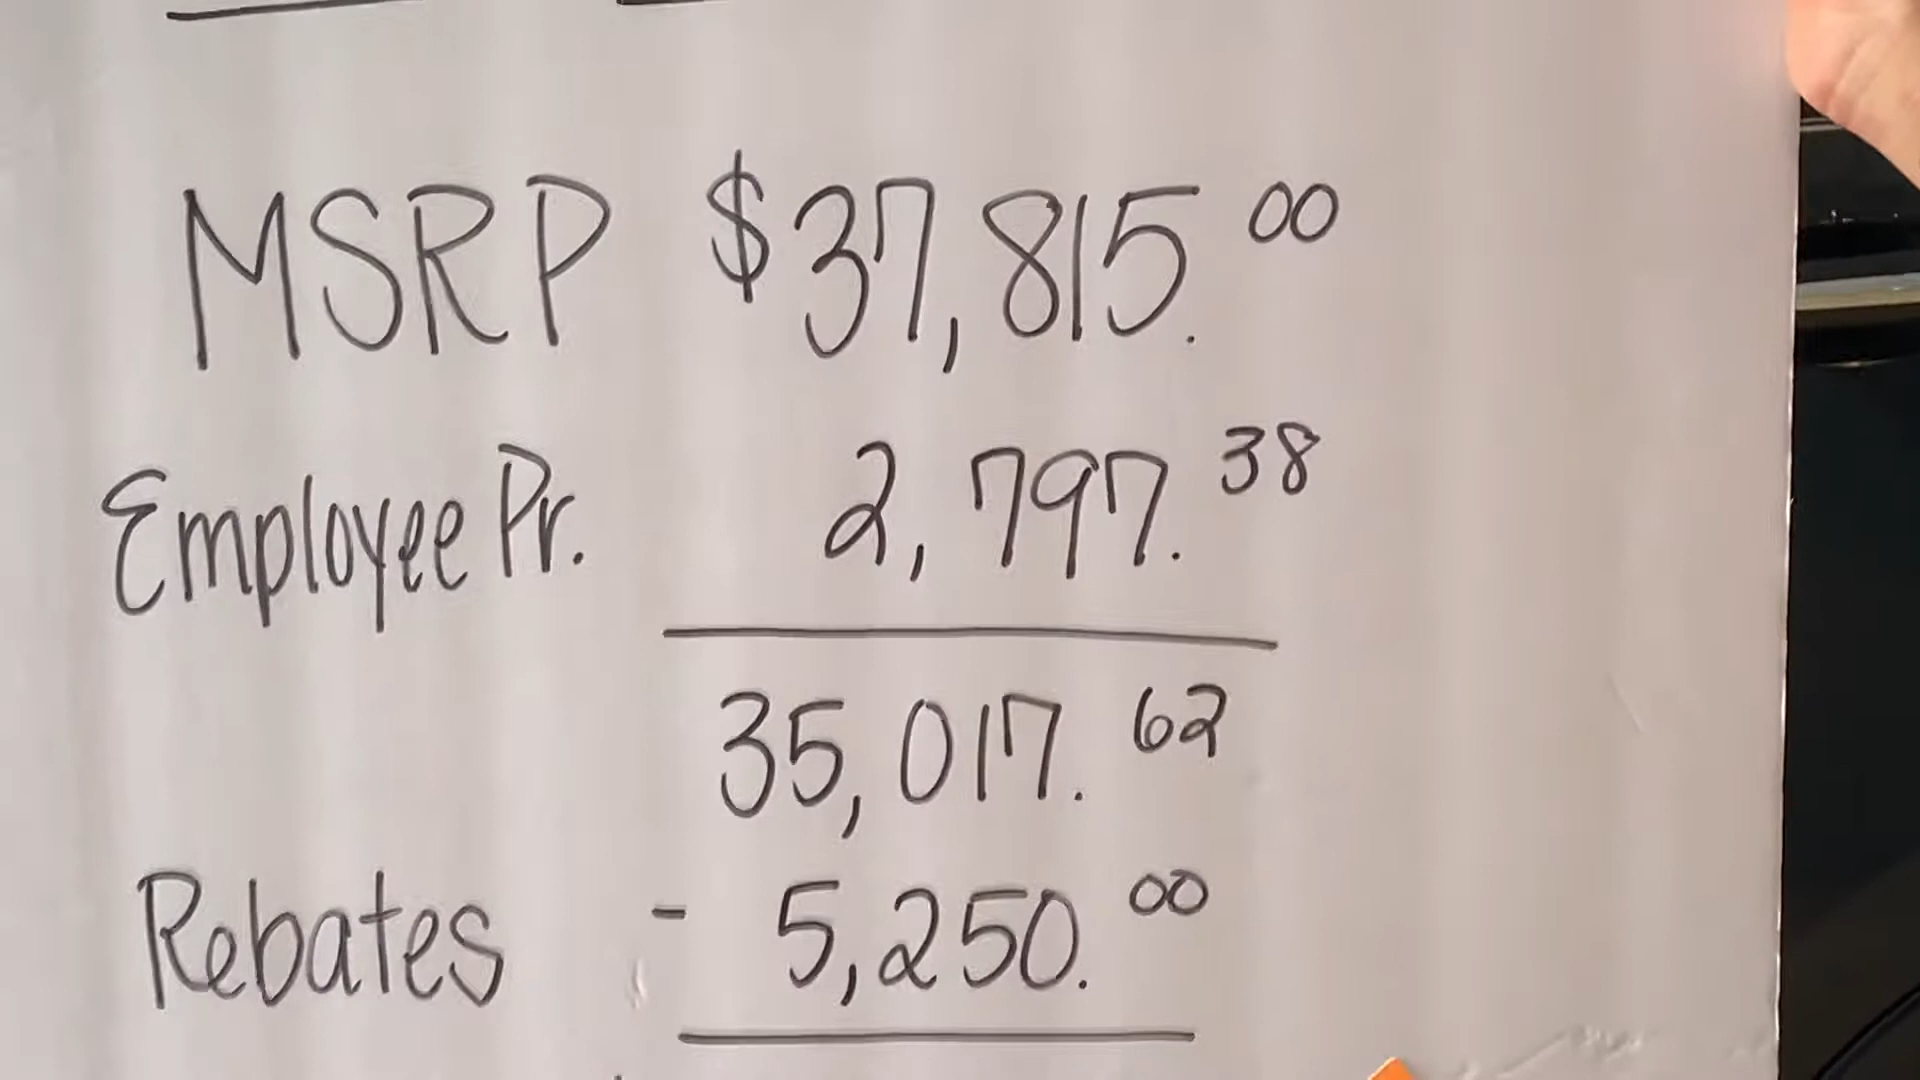 MSRP $37,815.00
Employee Pr. 2,797.38
35,017.62
Rebates - 5,250.00